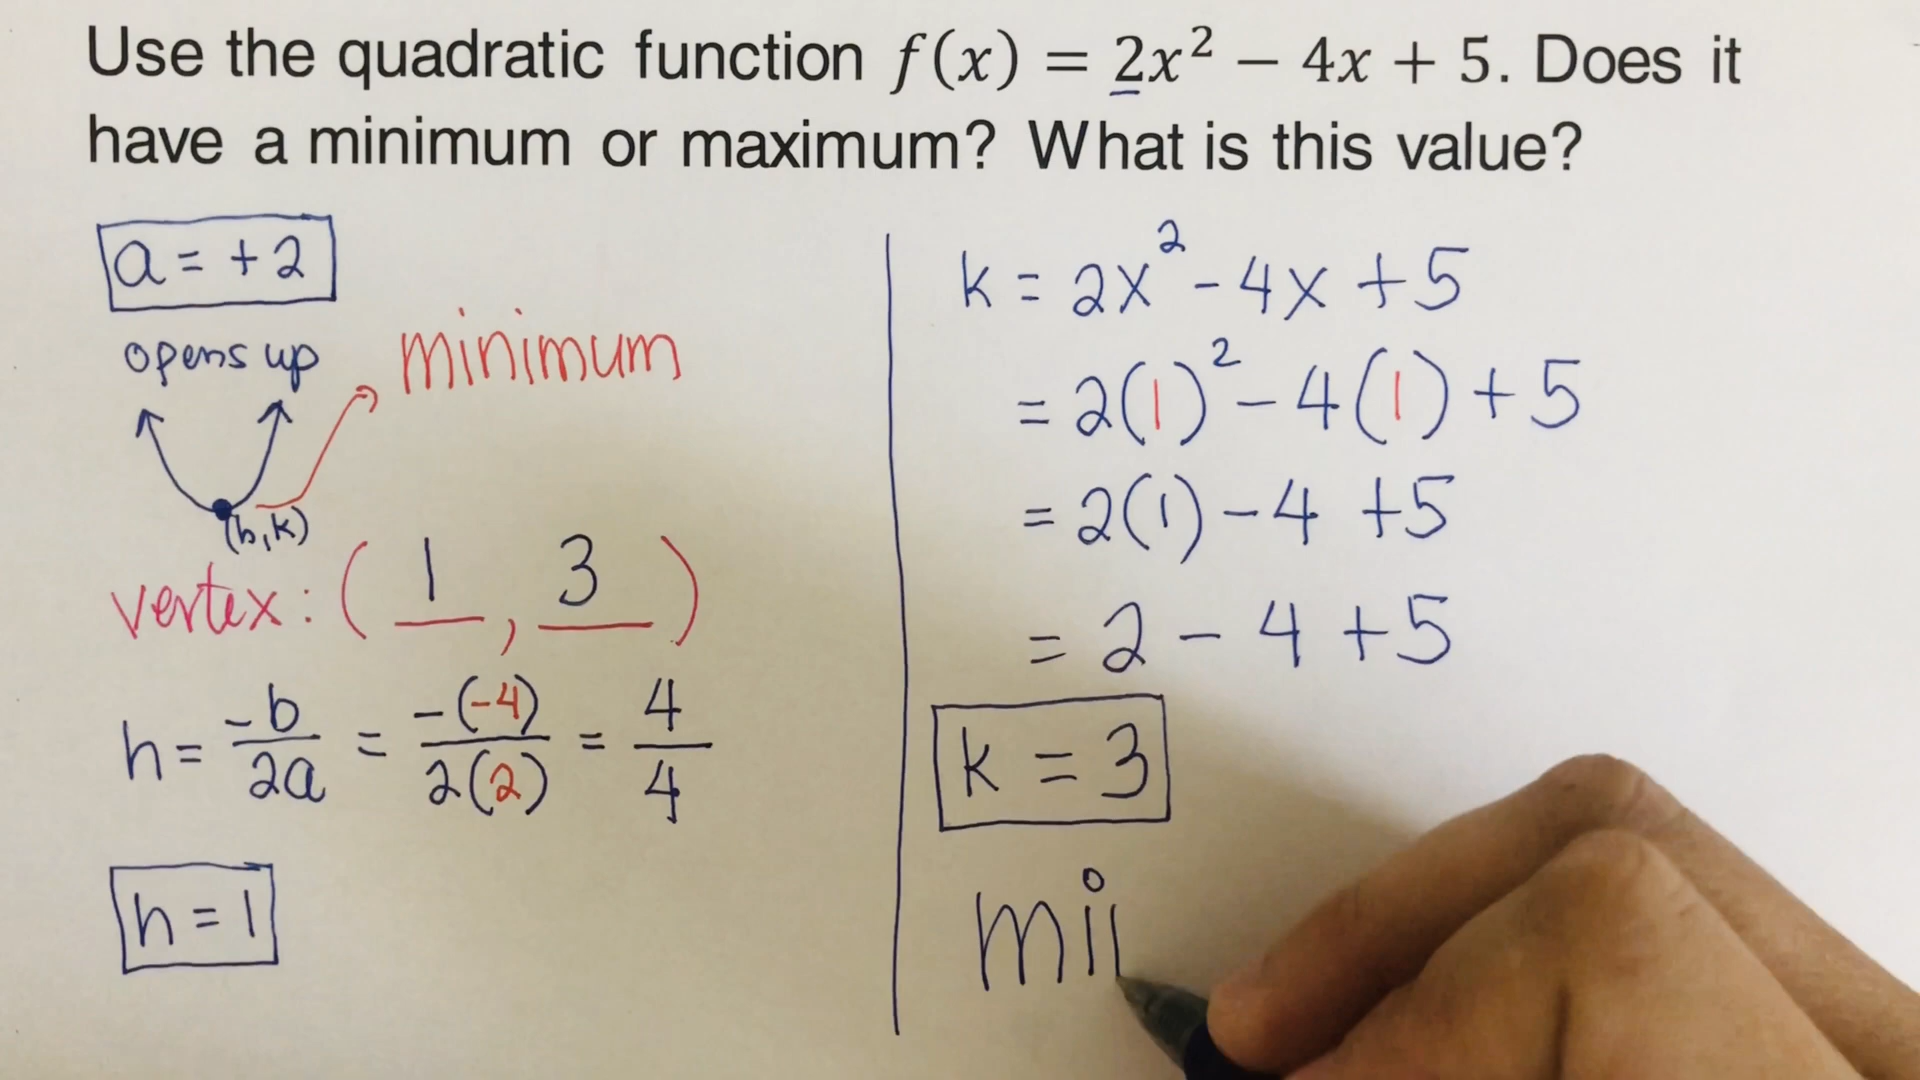 Use the quadratic function f(x) = 2x² − 4x + 5. Does it
have a minimum or maximum? What is this value?
a = +2
opens up
minimum
(h,k)
vertex: ( 1 , 3 )
h = -b/2a = -(-4)/2(2) = 4/4
h = 1
k = 2x² - 4x + 5
= 2(1)² - 4(1) + 5
= 2(1) - 4 + 5
= 2 - 4 + 5
k = 3